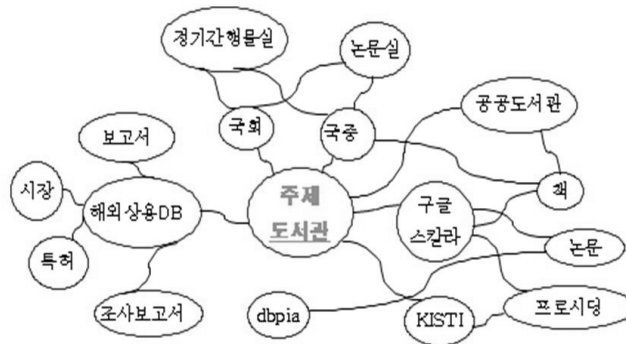 정기간행물실
논문실
공공도서관
국회
국중
보고서
시장
해외상용DB
주제
도서관
구글
스칼라
책
특허
논문
조사보고서
dbpia
KISTI
프로시딩